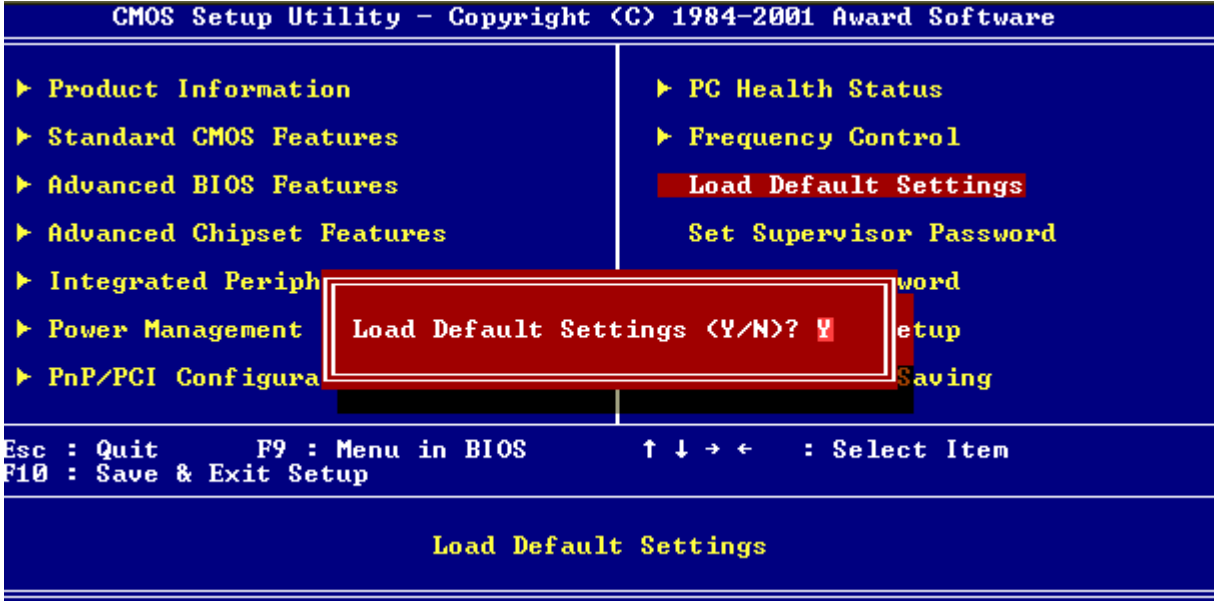 CMOS Setup Utility - Copyright (C) 1984-2001 Award Software
Product Information
Standard CMOS Features
Advanced BIOS Features
Advanced Chipset Features
Integrated Periph
Power Management
PnP/PCI Configura
PC Health Status
Frequency Control
Load Default Settings
Set Supervisor Password
word
etup
Saving
Load Default Settings (Y/N)? Y
Esc : Quit F9 : Menu in BIOS ↑ ↓ → ← : Select Item
F10 : Save & Exit Setup
Load Default Settings